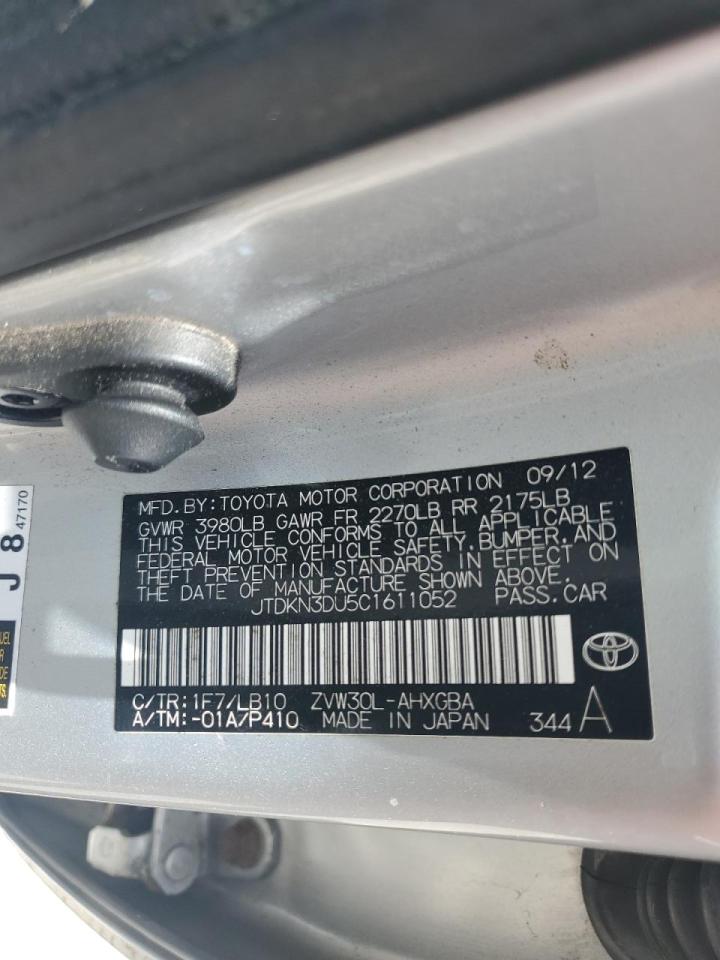 MFD. BY: TOYOTA MOTOR CORPORATION 09/12
GVWR 3980LB GAWR FR 2270LB RR 2175LB
THIS VEHICLE CONFORMS TO ALL APPLICABLE
FEDERAL MOTOR VEHICLE SAFETY, BUMPER, AND
THEFT PREVENTION STANDARDS IN EFFECT ON
THE DATE OF MANUFACTURE SHOWN ABOVE.
JTDKN3DU5C1611052 PASS. CAR
C/TR: 1F7/LB10 ZVW30L-AHXGBA
A/TM: -01A/P410 MADE IN JAPAN 344 A
J 8
47170